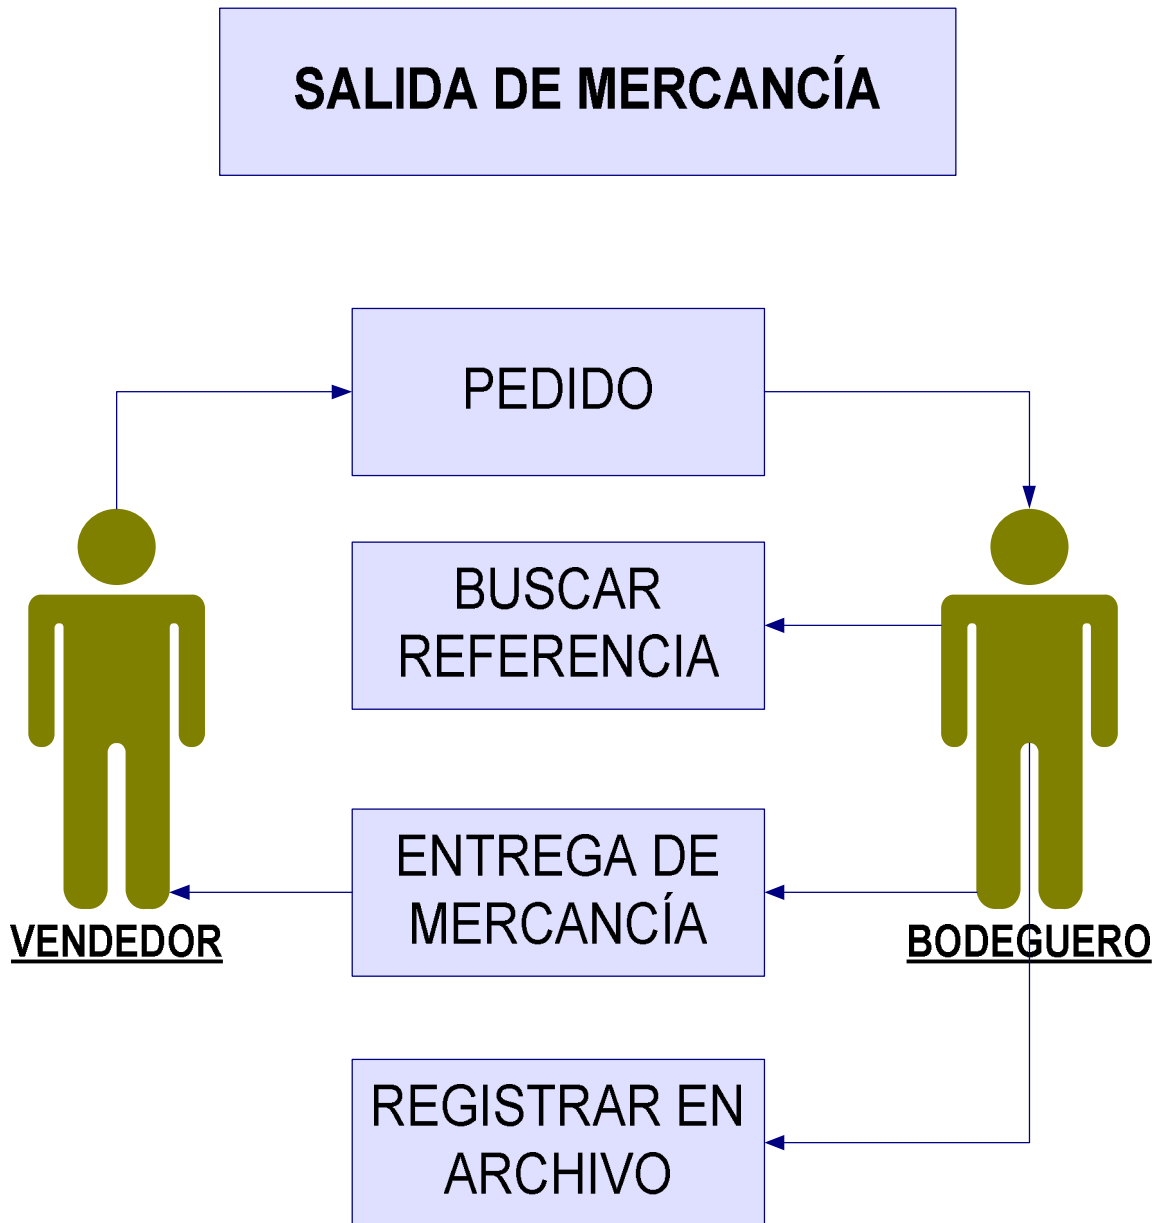 SALIDA DE MERCANCÍA
PEDIDO
BUSCAR
REFERENCIA
ENTREGA DE
MERCANCÍA
VENDEDOR
BODEGUERO
REGISTRAR EN
ARCHIVO